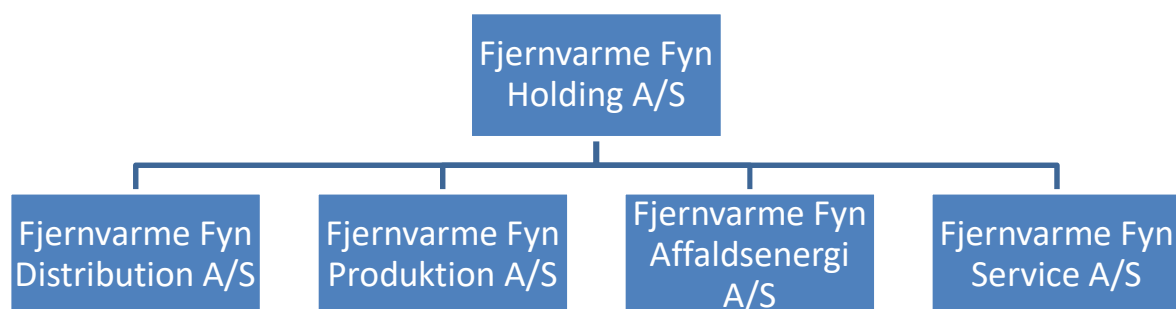 Fjernvarme Fyn
Holding A/S
Fjernvarme Fyn
Distribution A/S
Fjernvarme Fyn
Produktion A/S
Fjernvarme Fyn
Affaldsenergi
A/S
Fjernvarme Fyn
Service A/S